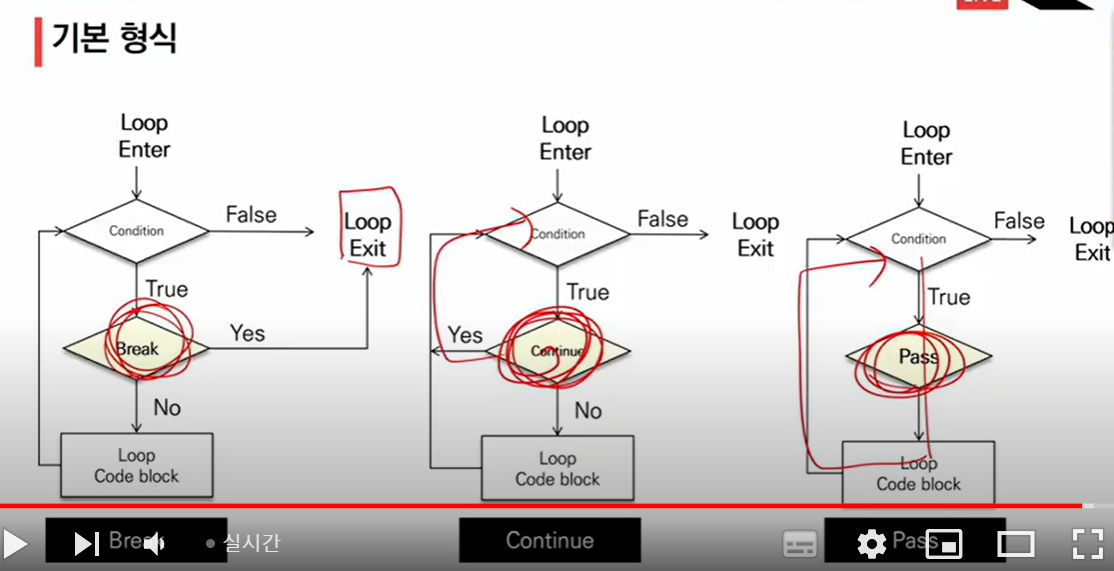 기본 형식
Loop
Enter
Condition
False
Loop
Exit
True
Break
Yes
No
Loop
Code block
Break
Loop
Enter
Condition
False
Loop
Exit
True
Continue
Yes
No
Loop
Code block
Continue
Loop
Enter
Condition
False
Loop
Exit
True
Pass
Loop
Code block
Pass
실시간